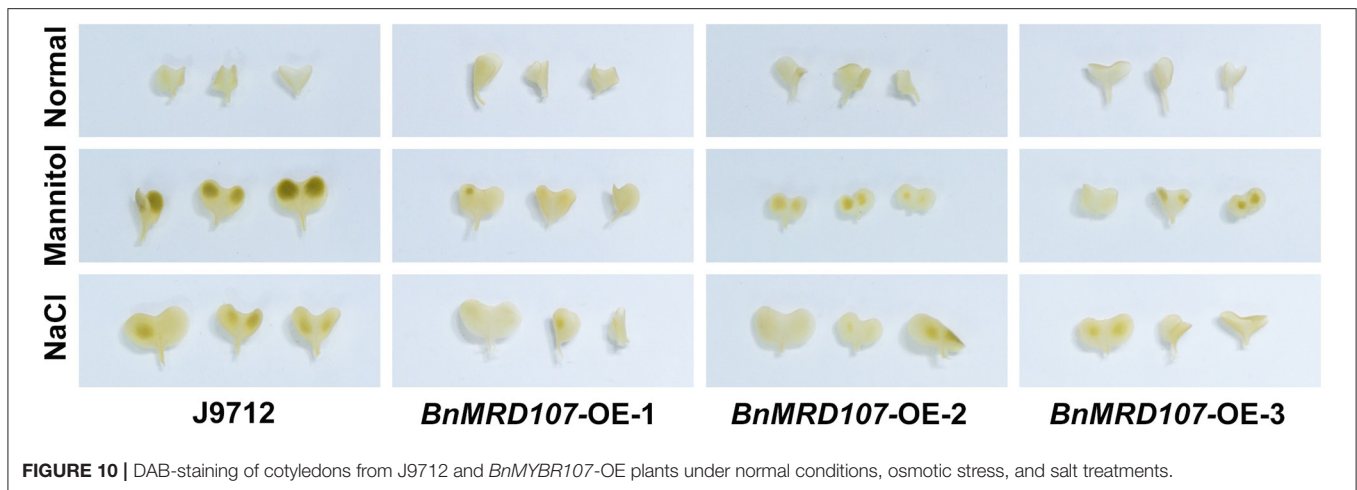 Normal
Mannitol
NaCl
J9712
BnMRD107-OE-1
BnMRD107-OE-2
BnMRD107-OE-3
FIGURE 10 | DAB-staining of cotyledons from J9712 and BnMYBR107-OE plants under normal conditions, osmotic stress, and salt treatments.